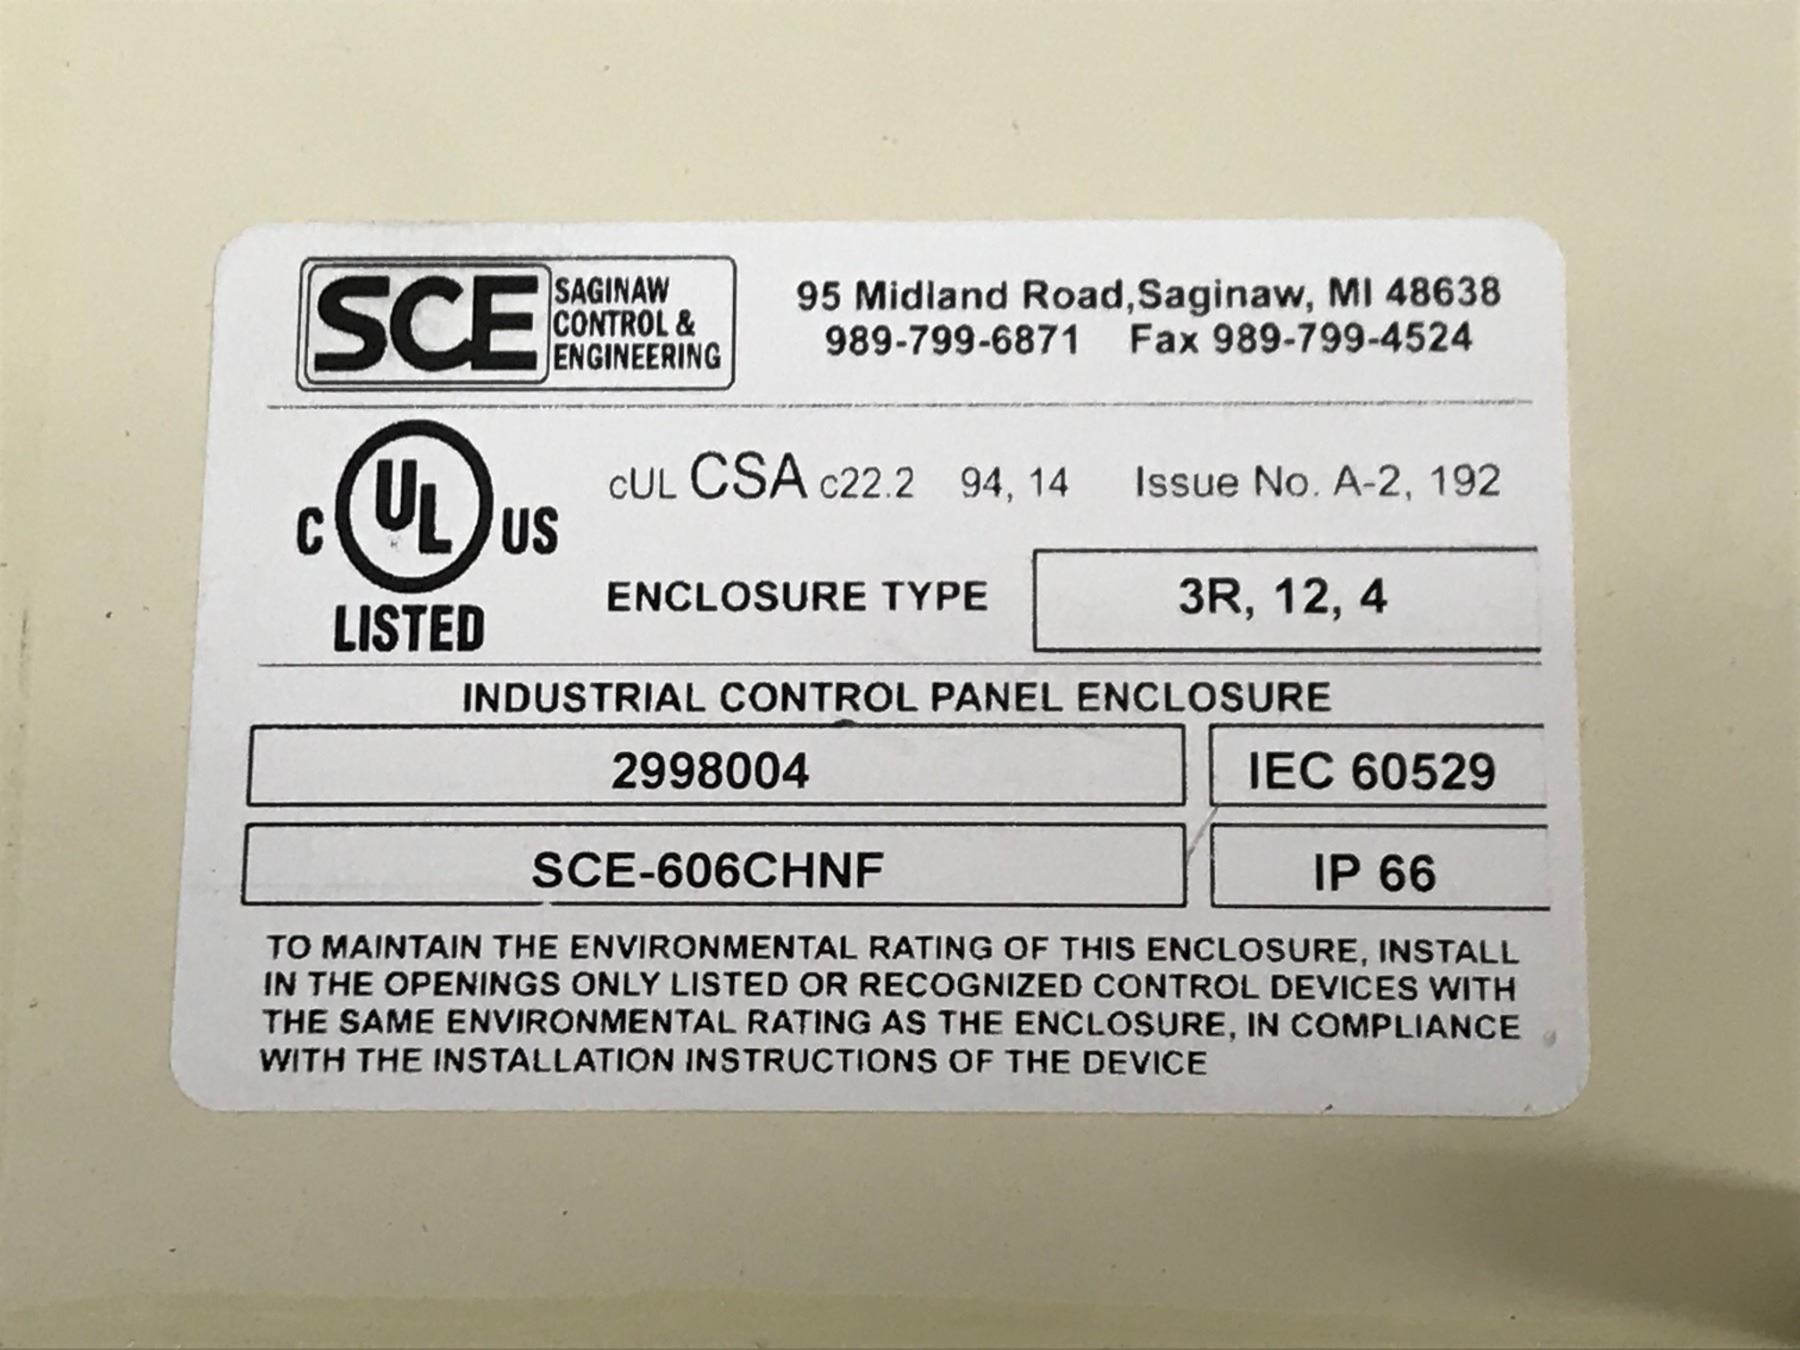 SCE SAGINAW CONTROL & ENGINEERING
95 Midland Road,Saginaw, MI 48638
989-799-6871 Fax 989-799-4524
C UL US
LISTED
cUL CSA c22.2 94, 14 Issue No. A-2, 192
ENCLOSURE TYPE 3R, 12, 4
INDUSTRIAL CONTROL PANEL ENCLOSURE
2998004 IEC 60529
SCE-606CHNF IP 66
TO MAINTAIN THE ENVIRONMENTAL RATING OF THIS ENCLOSURE, INSTALL
IN THE OPENINGS ONLY LISTED OR RECOGNIZED CONTROL DEVICES WITH
THE SAME ENVIRONMENTAL RATING AS THE ENCLOSURE, IN COMPLIANCE
WITH THE INSTALLATION INSTRUCTIONS OF THE DEVICE